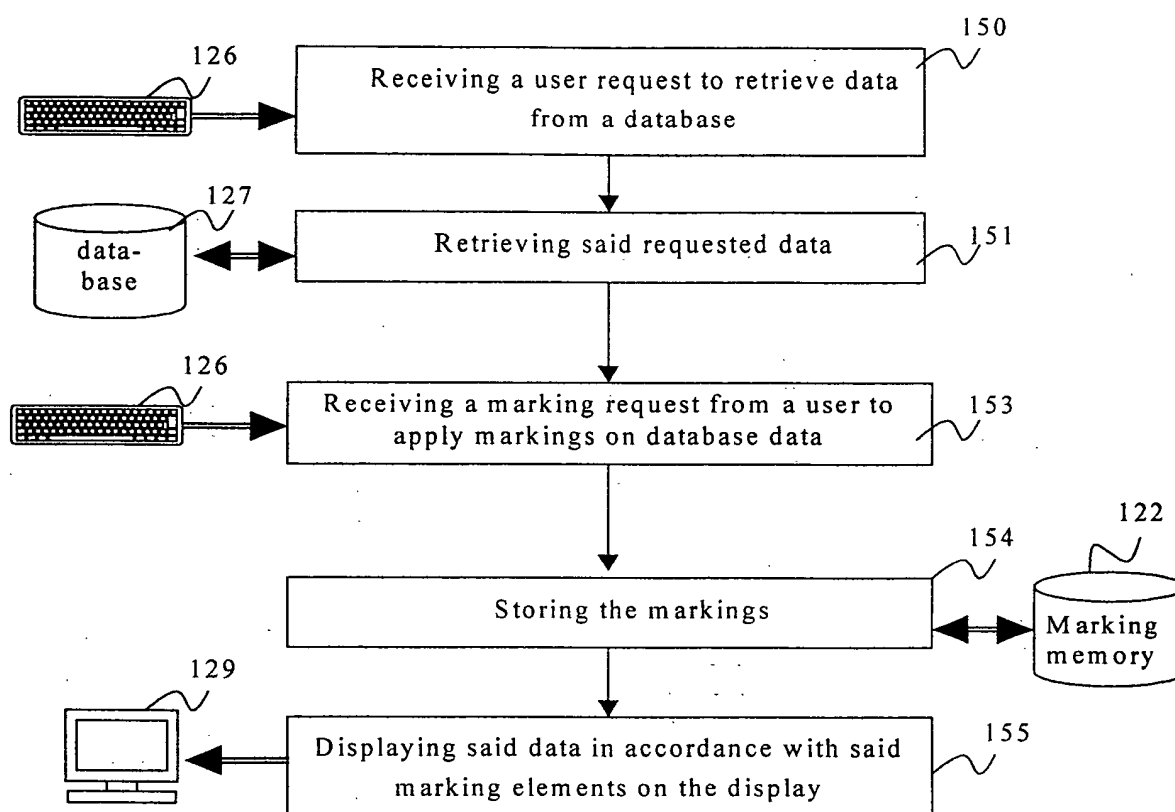 150
126
Receiving a user request to retrieve data
from a database
127
data-
base
Retrieving said requested data
151
126
Receiving a marking request from a user to
apply markings on database data
153
154
122
Storing the markings
Marking
memory
129
Displaying said data in accordance with said
marking elements on the display
155